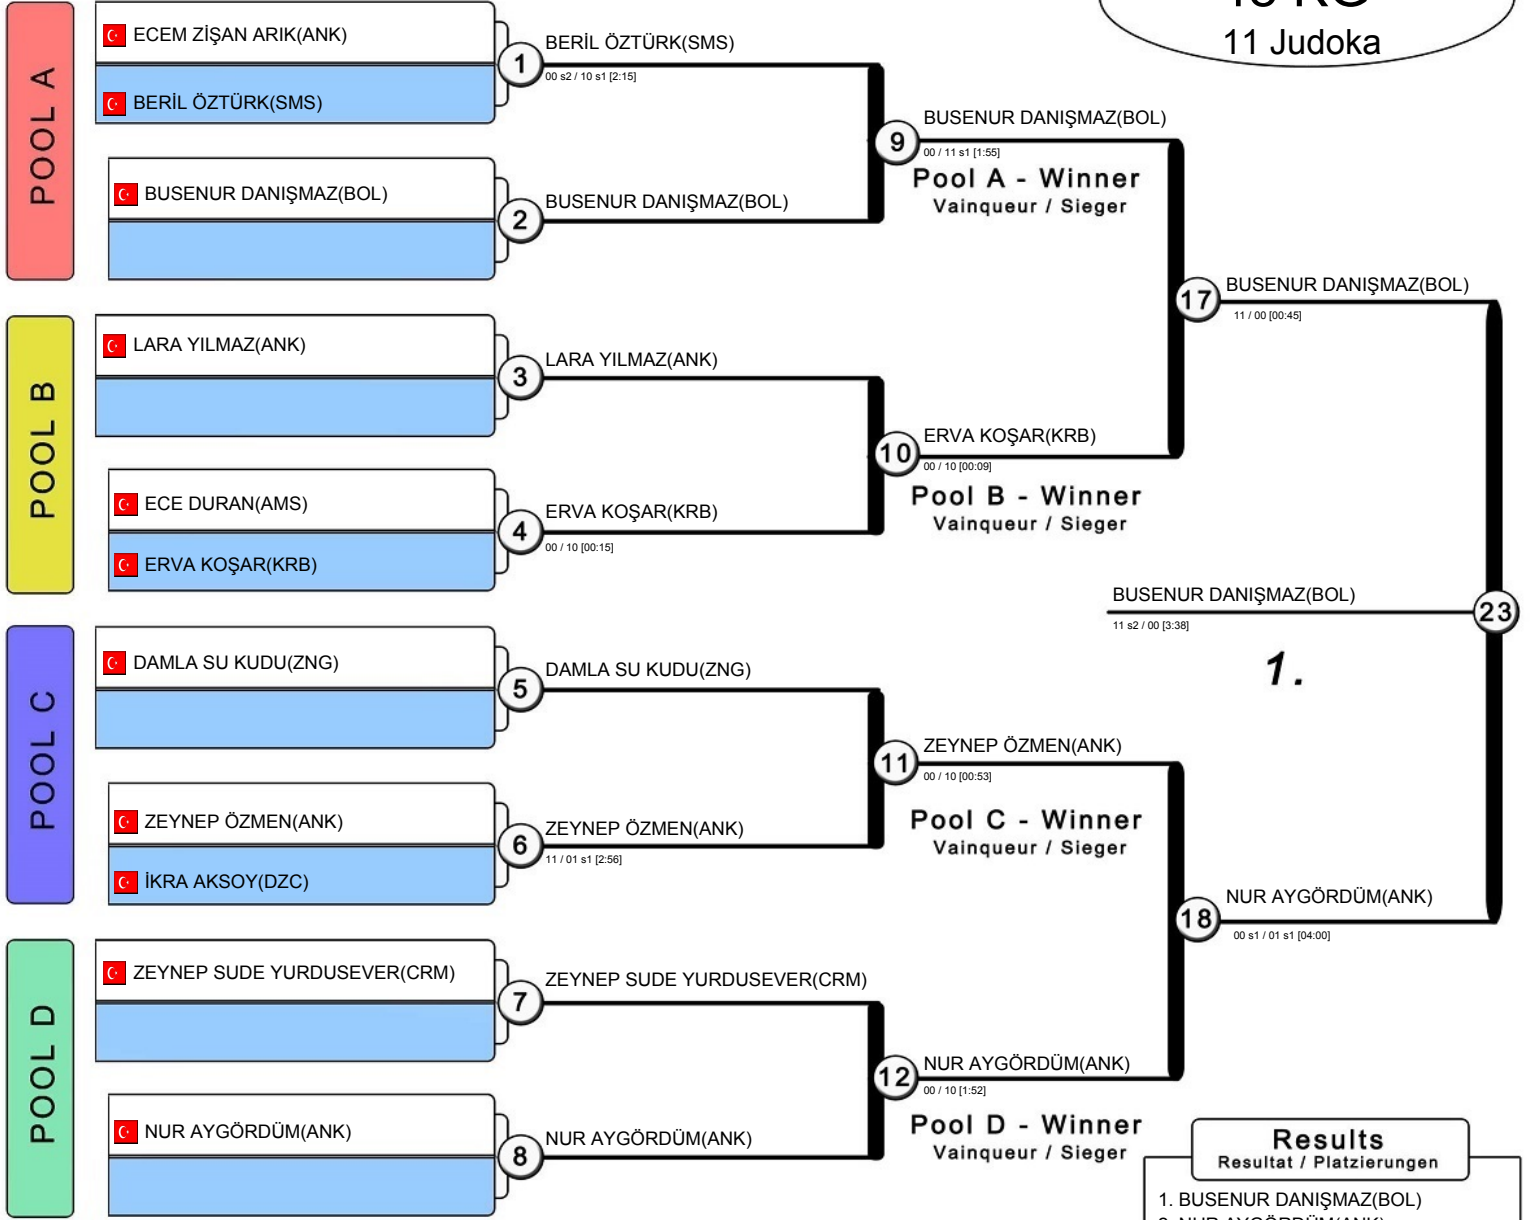 KG
11 Judoka
POOL A
ECEM ZİŞAN ARIK(ANK)
BERİL ÖZTÜRK(SMS)
1
BERİL ÖZTÜRK(SMS)
00 s2 / 10 s1 [2:15]
BUSENUR DANIŞMAZ(BOL)
2
BUSENUR DANIŞMAZ(BOL)
9
BUSENUR DANIŞMAZ(BOL)
00 / 11 s1 [1:55]
Pool A - Winner
Vainqueur / Sieger
POOL B
LARA YILMAZ(ANK)
3
LARA YILMAZ(ANK)
ECE DURAN(AMS)
ERVA KOŞAR(KRB)
4
ERVA KOŞAR(KRB)
00 / 10 [00:15]
10
ERVA KOŞAR(KRB)
00 / 10 [00:09]
Pool B - Winner
Vainqueur / Sieger
17
BUSENUR DANIŞMAZ(BOL)
11 / 00 [00:45]
BUSENUR DANIŞMAZ(BOL)
11 s2 / 00 [3:38]
23
1.
POOL C
DAMLA SU KUDU(ZNG)
5
DAMLA SU KUDU(ZNG)
ZEYNEP ÖZMEN(ANK)
İKRA AKSOY(DZC)
6
ZEYNEP ÖZMEN(ANK)
11 / 01 s1 [2:56]
11
ZEYNEP ÖZMEN(ANK)
00 / 10 [00:53]
Pool C - Winner
Vainqueur / Sieger
18
NUR AYGÖRDÜM(ANK)
00 s1 / 01 s1 [04:00]
POOL D
ZEYNEP SUDE YURDUSEVER(CRM)
7
ZEYNEP SUDE YURDUSEVER(CRM)
NUR AYGÖRDÜM(ANK)
8
NUR AYGÖRDÜM(ANK)
12
NUR AYGÖRDÜM(ANK)
00 / 10 [1:52]
Pool D - Winner
Vainqueur / Sieger
Results
Resultat / Platzierungen
1. BUSENUR DANIŞMAZ(BOL)
2. NUR AYGÖRDÜM(ANK)